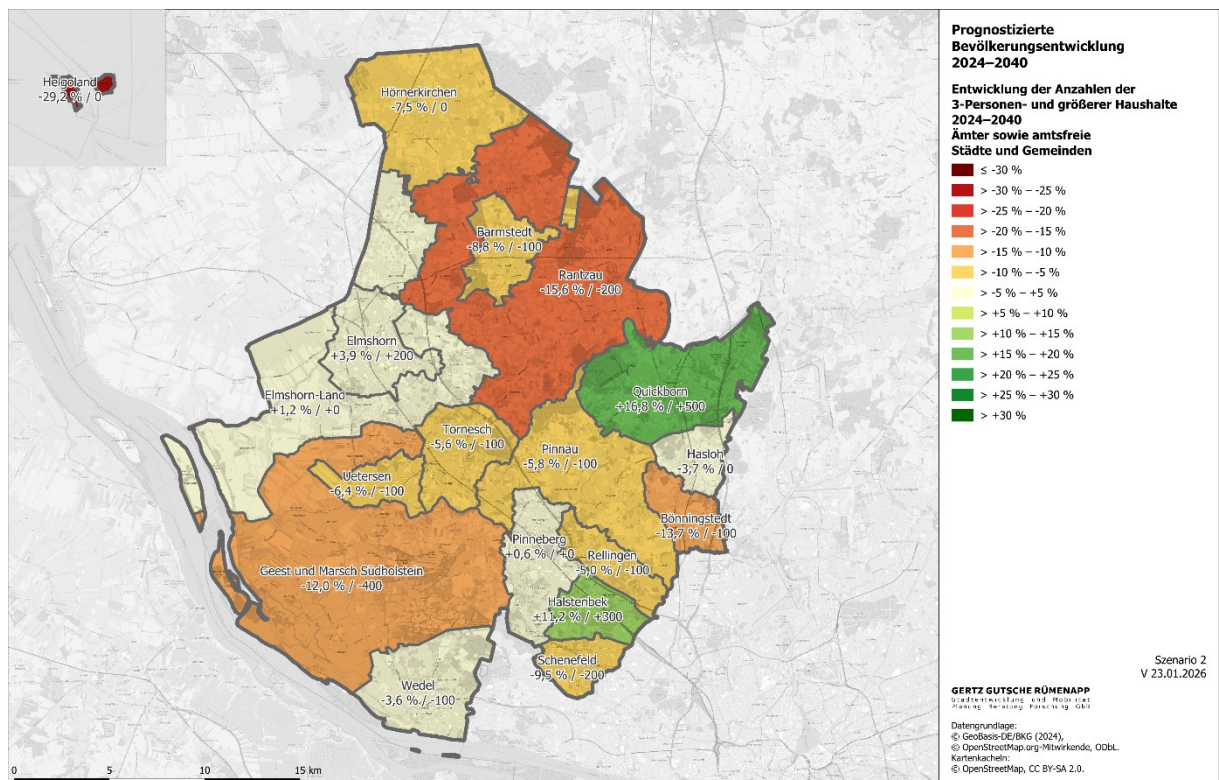 Helgoland
-29,2 % / 0
Hörnerkirchen
-7,5 % / 0
Barmstedt
-8,8 % / -100
Rantzau
-15,6 % / -200
Elmshorn
+3,9 % / +200
Elmshorn-Land
+1,2 % / +0
Quickborn
+16,8 % / +500
Tornesch
-5,6 % / -100
Pinnau
-5,8 % / -100
Hasloh
-3,7 % / 0
Uetersen
-6,4 % / -100
Bönningstedt
-13,7 % / -100
Pinneberg
+0,6 % / +0
Rellingen
-5,0 % / -100
Geest und Marsch Südholstein
-12,0 % / -400
Halstenbek
+11,2 % / +300
Schenefeld
-9,5 % / -200
Wedel
-3,6 % / -100
0 5 10 15 km
Prognostizierte
Bevölkerungsentwicklung
2024–2040
Entwicklung der Anzahlen der
3-Personen- und größerer Haushalte
2024–2040
Ämter sowie amtsfreie
Städte und Gemeinden
≤ -30 %
> -30 % – -25 %
> -25 % – -20 %
> -20 % – -15 %
> -15 % – -10 %
> -10 % – -5 %
> -5 % – +5 %
> +5 % – +10 %
> +10 % – +15 %
> +15 % – +20 %
> +20 % – +25 %
> +25 % – +30 %
> +30 %
Szenario 2
V 23.01.2026
GERTZ GUTSCHE RÜMENAPP
Stadtentwicklung und Mobilität
Planung Beratung Forschung GbR
Datengrundlage:
© GeoBasis-DE/BKG (2024),
© OpenStreetMap.org-Mitwirkende, ODbL.
Kartenkacheln:
© OpenStreetMap, CC BY-SA 2.0.